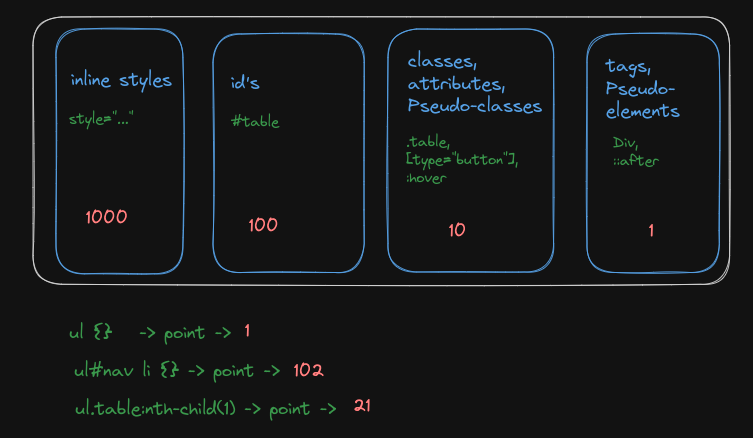 inline styles
style="..."
1000
id's
#table
100
classes,
attributes,
Pseudo-classes
.table,
[type="button"],
:hover
10
tags,
Pseudo-
elements
Div,
::after
1
ul {} -> point -> 1
ul#nav li {} -> point -> 102
ul.table:nth-child(1) -> point -> 21